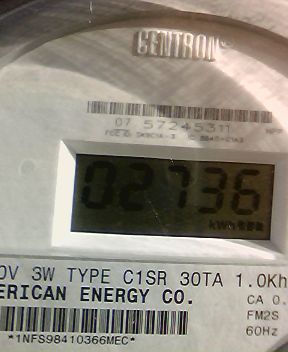 CENTRON®
07 57245311
02736
kWh
0V 3W TYPE C1SR 30TA 1.0Kh
ERICAN ENERGY CO.
CA 0.
FM2S
*1NFS98410366MEC*
60Hz